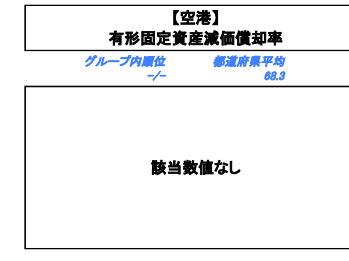 【空港】
有形固定資産減価償却率
グループ内順位 都道府県平均
-/- 68.3
該当数値なし